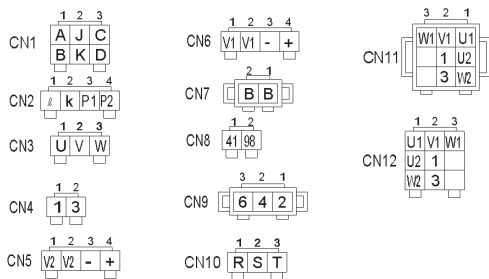 CN1
1 2 3
A J C
B K D
CN2
1 2 3 4
ℓ k P1 P2
CN3
1 2 3
U V W
CN4
1 2
1 3
CN5
1 2 3 4
V2 V2 - +
CN6
1 2 3 4
V1 V1 - +
CN7
2 1
B B
CN8
1 2
41 98
CN9
3 2 1
6 4 2
CN10
1 2 3
R S T
CN11
3 2 1
W1 V1 U1
1 U2
3 W2
CN12
1 2 3
U1 V1 W1
U2 1
W2 3